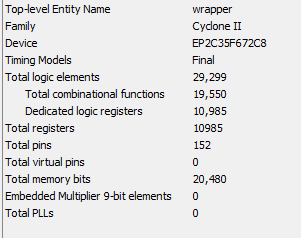 Top-level Entity Name wrapper
Family Cyclone II
Device EP2C35F672C8
Timing Models Final
Total logic elements 29,299
Total combinational functions 19,550
Dedicated logic registers 10,985
Total registers 10985
Total pins 152
Total virtual pins 0
Total memory bits 20,480
Embedded Multiplier 9-bit elements 0
Total PLLs 0